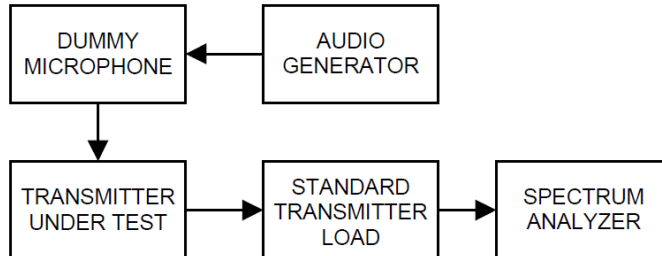 DUMMY
MICROPHONE
AUDIO
GENERATOR
TRANSMITTER
UNDER TEST
STANDARD
TRANSMITTER
LOAD
SPECTRUM
ANALYZER